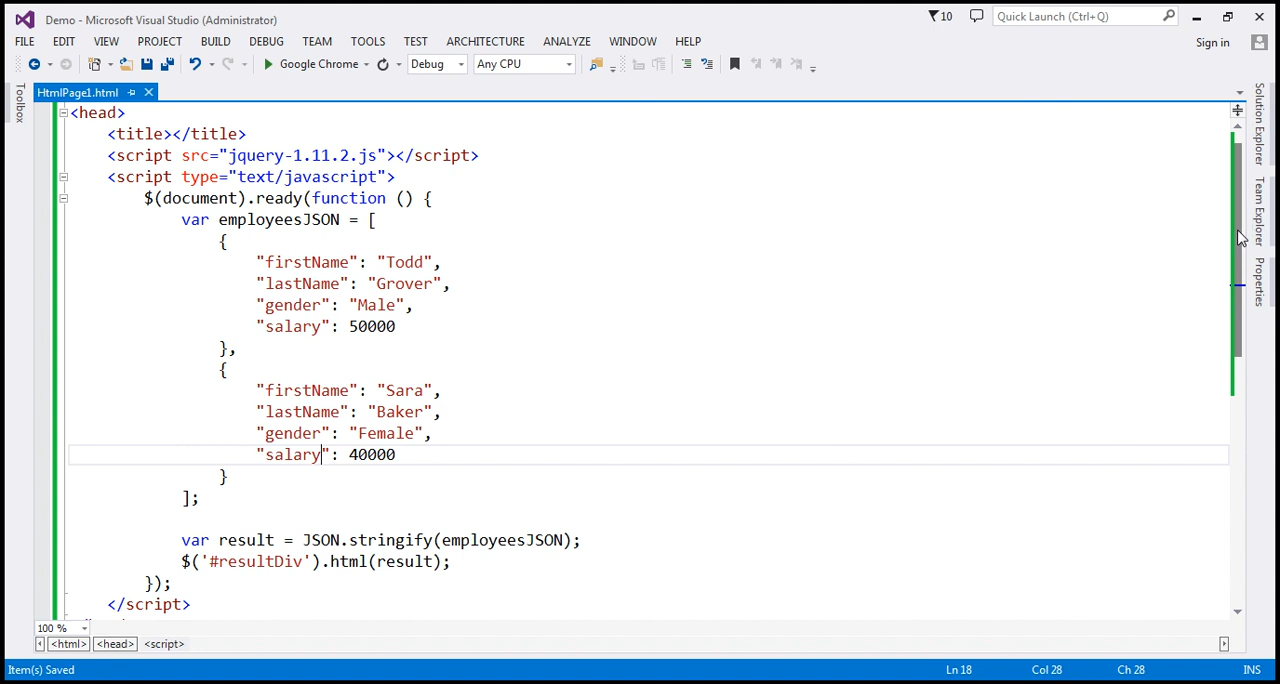 Demo - Microsoft Visual Studio (Administrator)
10
Quick Launch (Ctrl+Q)
FILE EDIT VIEW PROJECT BUILD DEBUG TEAM TOOLS TEST ARCHITECTURE ANALYZE WINDOW HELP
Sign in
Google Chrome
Debug
Any CPU
Toolbox
HtmlPage1.html
<head>
<title></title>
<script src="jquery-1.11.2.js"></script>
<script type="text/javascript">
$(document).ready(function () {
var employeesJSON = [
{
"firstName": "Todd",
"lastName": "Grover",
"gender": "Male",
"salary": 50000
},
{
"firstName": "Sara",
"lastName": "Baker",
"gender": "Female",
"salary": 40000
}
];
var result = JSON.stringify(employeesJSON);
$('#resultDiv').html(result);
});
</script>
Solution Explorer
Team Explorer
Properties
100 %
<html> <head> <script>
Item(s) Saved
Ln 18
Col 28
Ch 28
INS